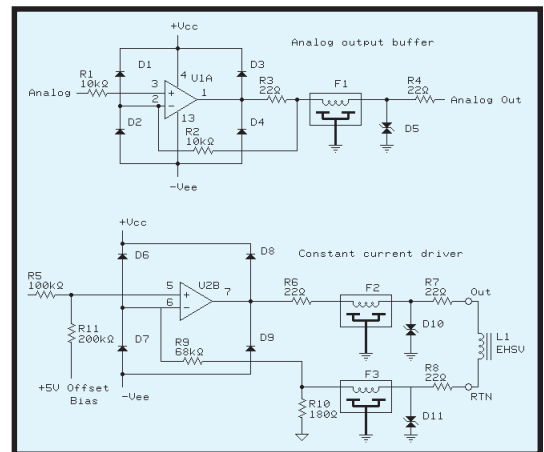 +Vcc
Analog output buffer
D1
D3
4 U1A
R1
10kΩ
3
+
1
R3
22Ω
F1
R4
22Ω
Analog
2
−
Analog Out
13
D2
D4
R2
10kΩ
D5
−Vee
+Vcc
D6
D8
Constant current driver
R5
100kΩ
5
+
U2B
7
R6
22Ω
F2
R7
22Ω
Out
6
−
R11
200kΩ
D7
R9
68kΩ
D9
D10
L1
EHSV
+5V Offset
Bias
−Vee
F3
R8
22Ω
R10
180Ω
RTN
D11